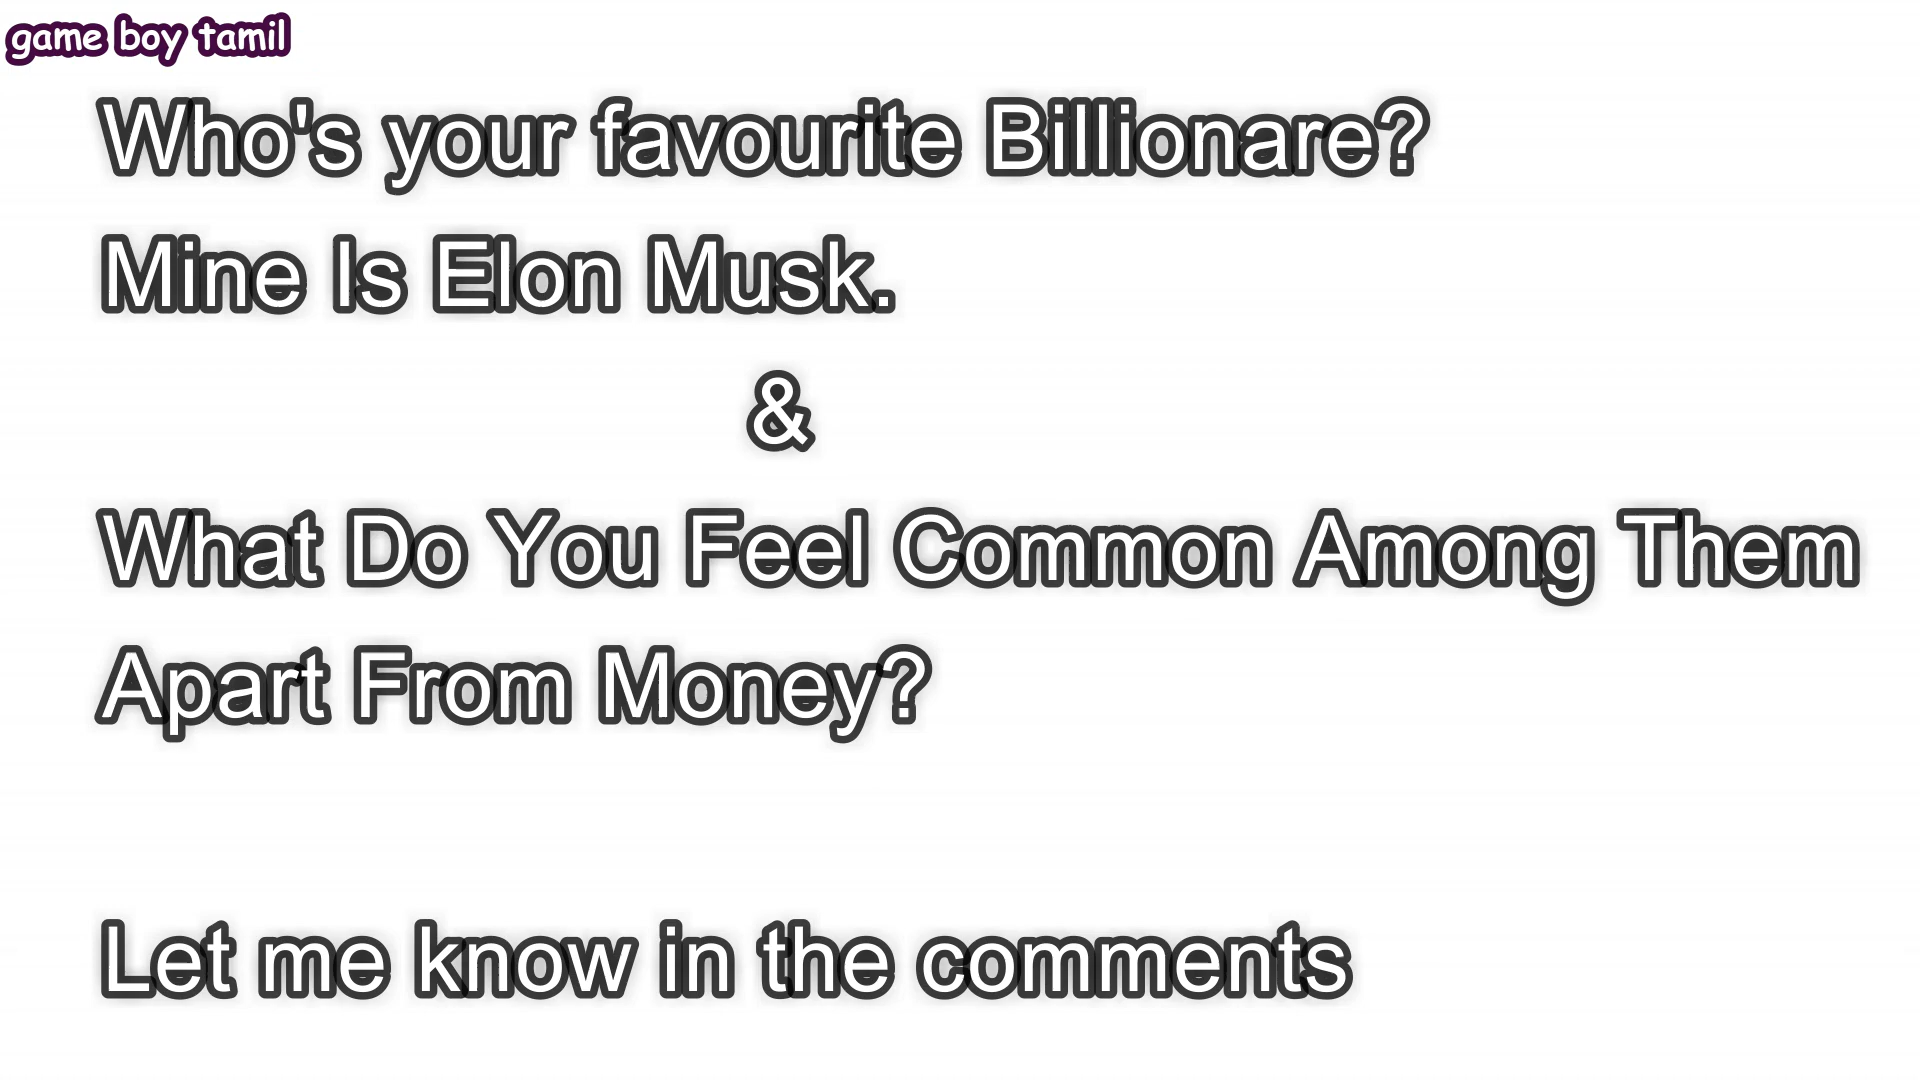 game boy tamil
Who's your favourite Billionare?
Mine Is Elon Musk.
&
What Do You Feel Common Among Them
Apart From Money?
Let me know in the comments